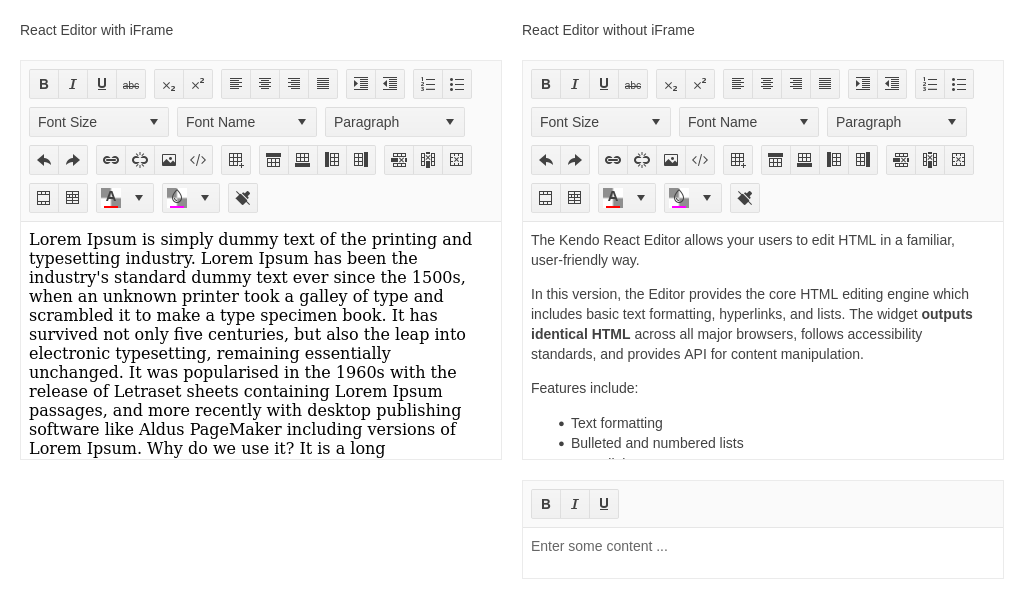 React Editor with iFrame
B I U abc x₂ x²
Font Size Font Name Paragraph
A
Lorem Ipsum is simply dummy text of the printing and
typesetting industry. Lorem Ipsum has been the
industry's standard dummy text ever since the 1500s,
when an unknown printer took a galley of type and
scrambled it to make a type specimen book. It has
survived not only five centuries, but also the leap into
electronic typesetting, remaining essentially
unchanged. It was popularised in the 1960s with the
release of Letraset sheets containing Lorem Ipsum
passages, and more recently with desktop publishing
software like Aldus PageMaker including versions of
Lorem Ipsum. Why do we use it? It is a long
React Editor without iFrame
B I U abc x₂ x²
Font Size Font Name Paragraph
A
The Kendo React Editor allows your users to edit HTML in a familiar,
user-friendly way.
In this version, the Editor provides the core HTML editing engine which
includes basic text formatting, hyperlinks, and lists. The widget outputs
identical HTML across all major browsers, follows accessibility
standards, and provides API for content manipulation.
Features include:
• Text formatting
• Bulleted and numbered lists
B I U
Enter some content ...